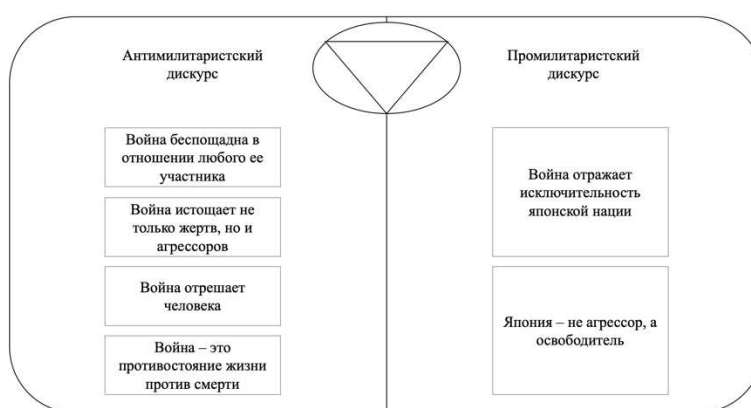 Антимилитаристский
дискурс
Война беспощадна в
отношении любого ее
участника
Война истощает не
только жертв, но и
агрессоров
Война отрешает
человека
Война – это
противостояние жизни
против смерти
Промилитаристский
дискурс
Война отражает
исключительность
японской нации
Япония – не агрессор, а
освободитель